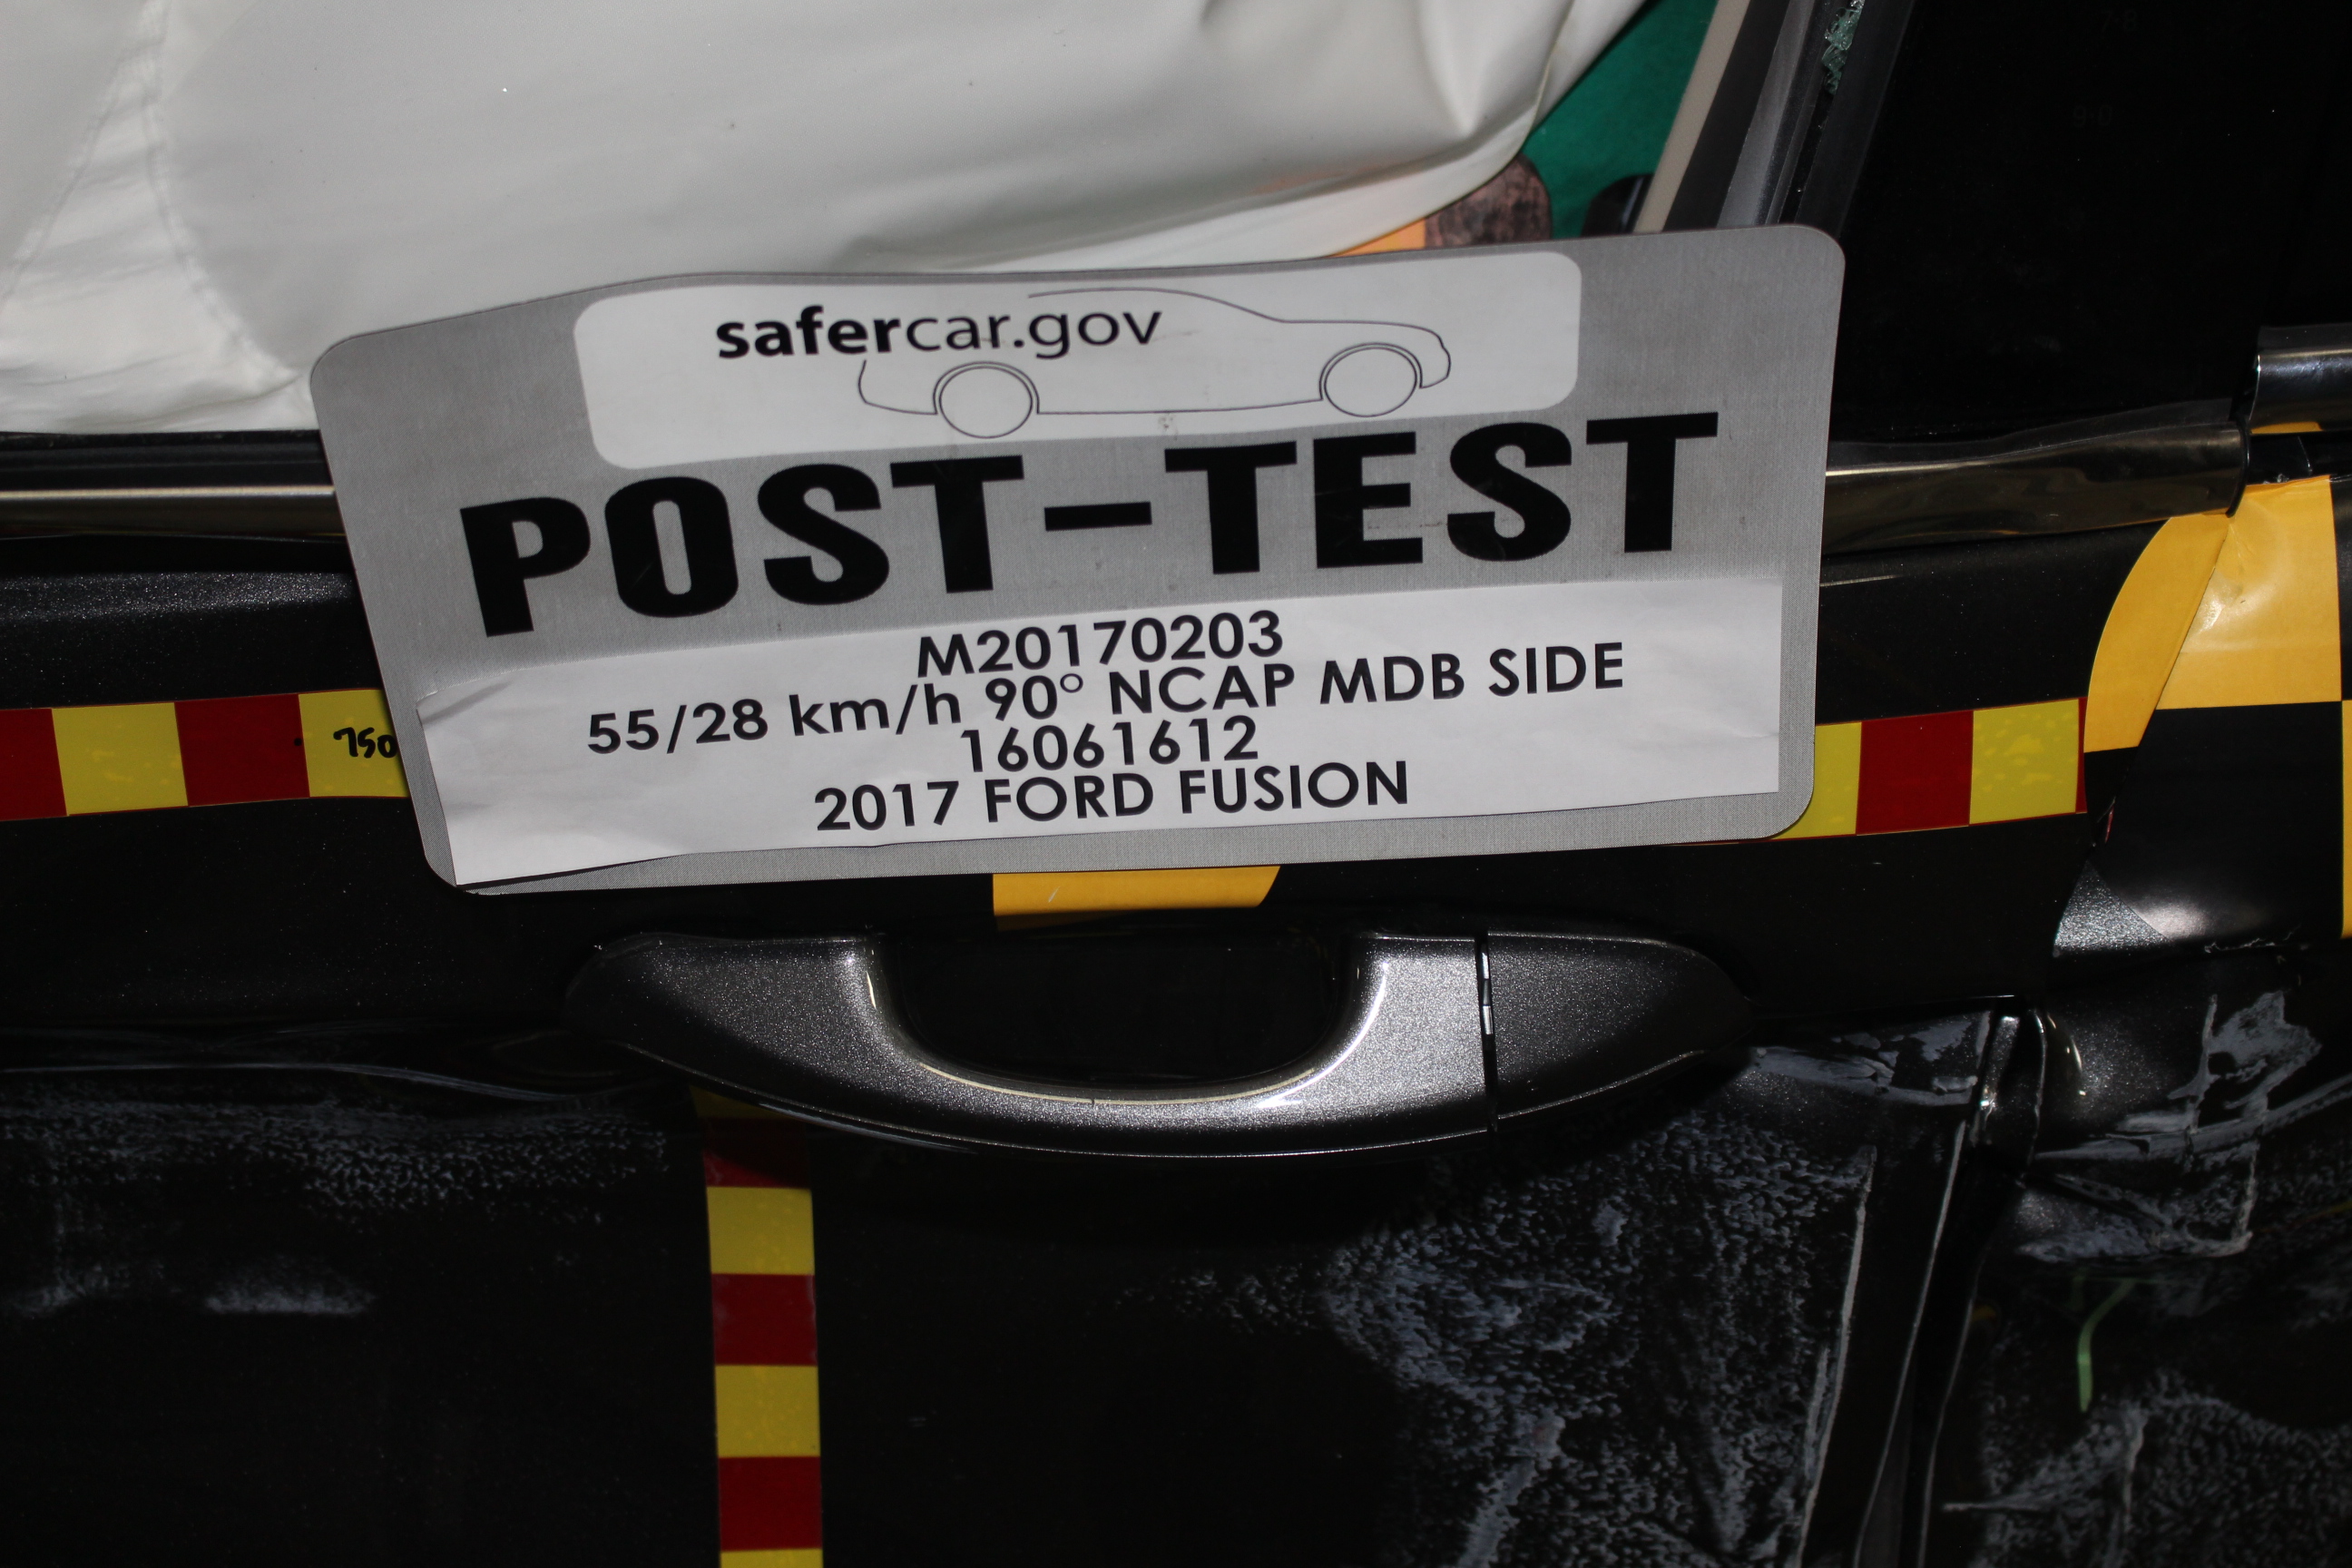 safercar.gov
POST-TEST
M20170203
55/28 km/h 90° NCAP MDB SIDE
16061612
2017 FORD FUSION
750